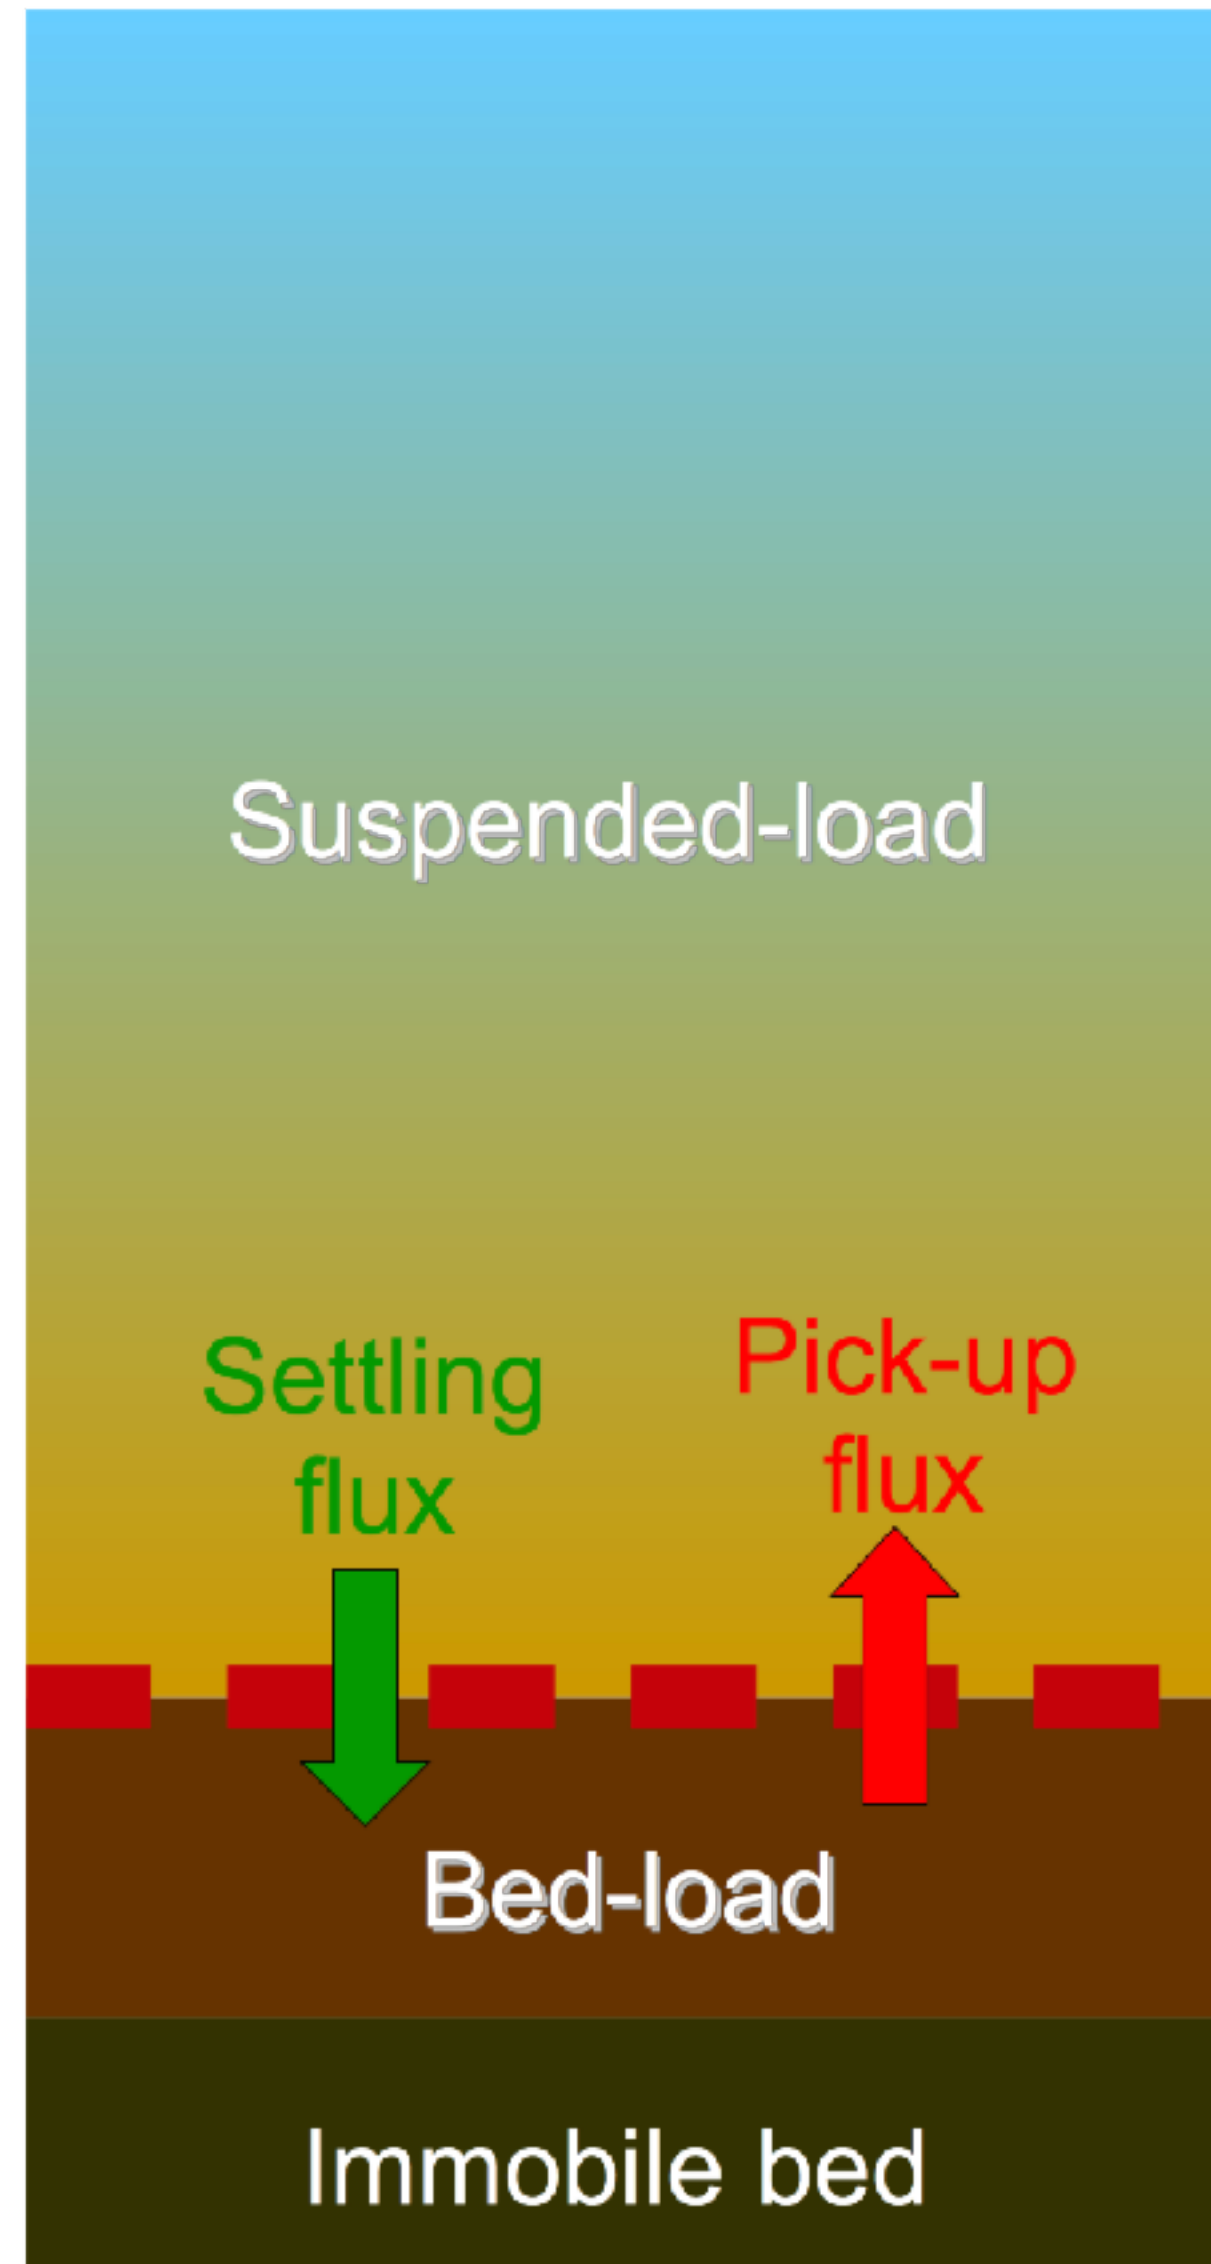 Suspended-load
Settling
flux
Pick-up
flux
Bed-load
Immobile bed